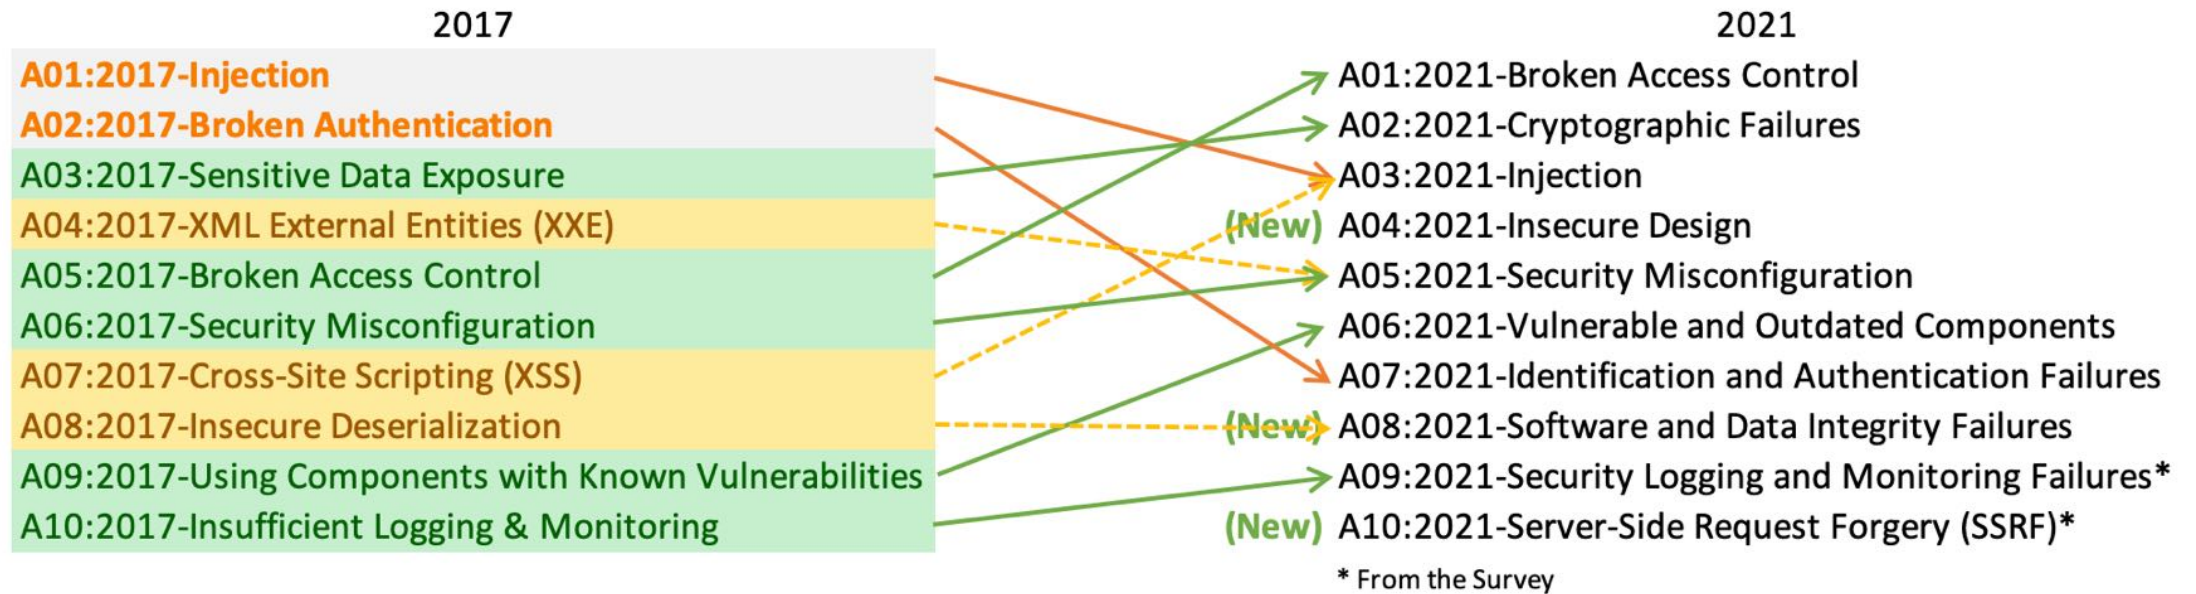 2017
A01:2017-Injection
A02:2017-Broken Authentication
A03:2017-Sensitive Data Exposure
A04:2017-XML External Entities (XXE)
A05:2017-Broken Access Control
A06:2017-Security Misconfiguration
A07:2017-Cross-Site Scripting (XSS)
A08:2017-Insecure Deserialization
A09:2017-Using Components with Known Vulnerabilities
A10:2017-Insufficient Logging & Monitoring
2021
A01:2021-Broken Access Control
A02:2021-Cryptographic Failures
A03:2021-Injection
(New) A04:2021-Insecure Design
A05:2021-Security Misconfiguration
A06:2021-Vulnerable and Outdated Components
A07:2021-Identification and Authentication Failures
(New) A08:2021-Software and Data Integrity Failures
A09:2021-Security Logging and Monitoring Failures*
(New) A10:2021-Server-Side Request Forgery (SSRF)*
* From the Survey